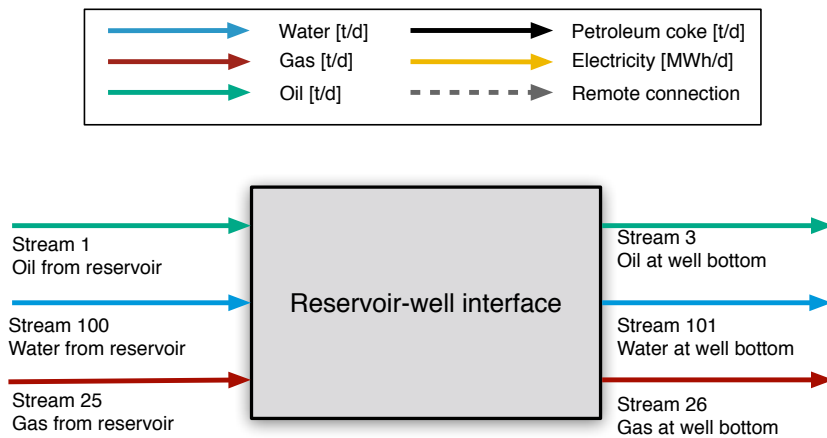 Water [t/d]
Petroleum coke [t/d]
Gas [t/d]
Electricity [MWh/d]
Oil [t/d]
Remote connection
Stream 1
Oil from reservoir
Stream 100
Water from reservoir
Stream 25
Gas from reservoir
Reservoir-well interface
Stream 3
Oil at well bottom
Stream 101
Water at well bottom
Stream 26
Gas at well bottom